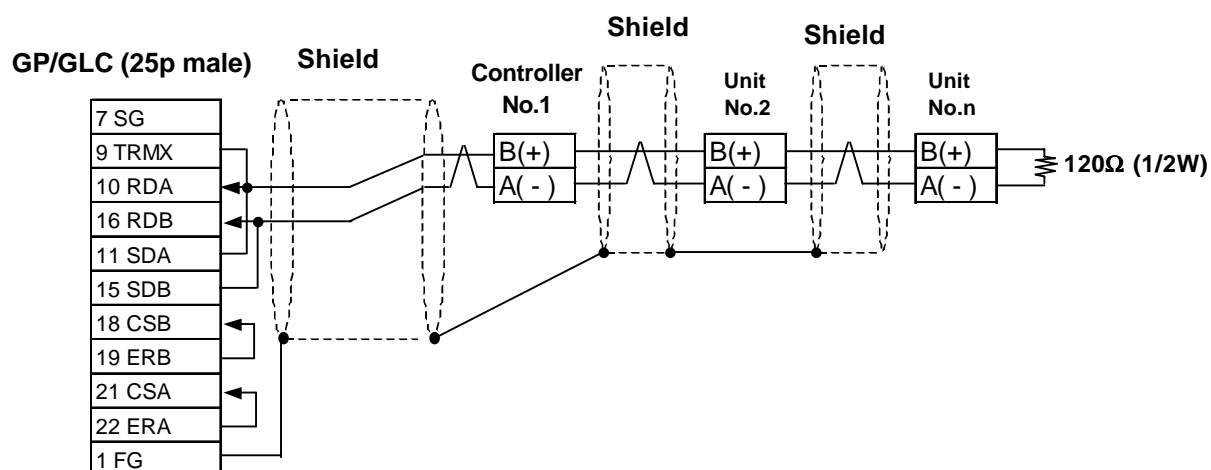 GP/GLC (25p male)
Shield
Shield
Shield
Controller
No.1
Unit
No.2
Unit
No.n
7 SG
9 TRMX
10 RDA
16 RDB
11 SDA
15 SDB
18 CSB
19 ERB
21 CSA
22 ERA
1 FG
B(+)
A( - )
B(+)
A( - )
B(+)
A( - )
120Ω (1/2W)